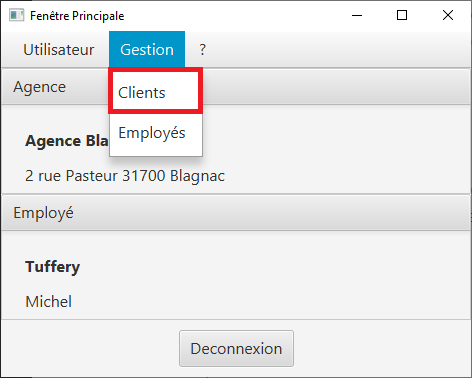 Fenêtre Principale
Utilisateur Gestion ?
Agence
Clients
Employés
Agence Bla
2 rue Pasteur 31700 Blagnac
Employé
Tuffery
Michel
Deconnexion